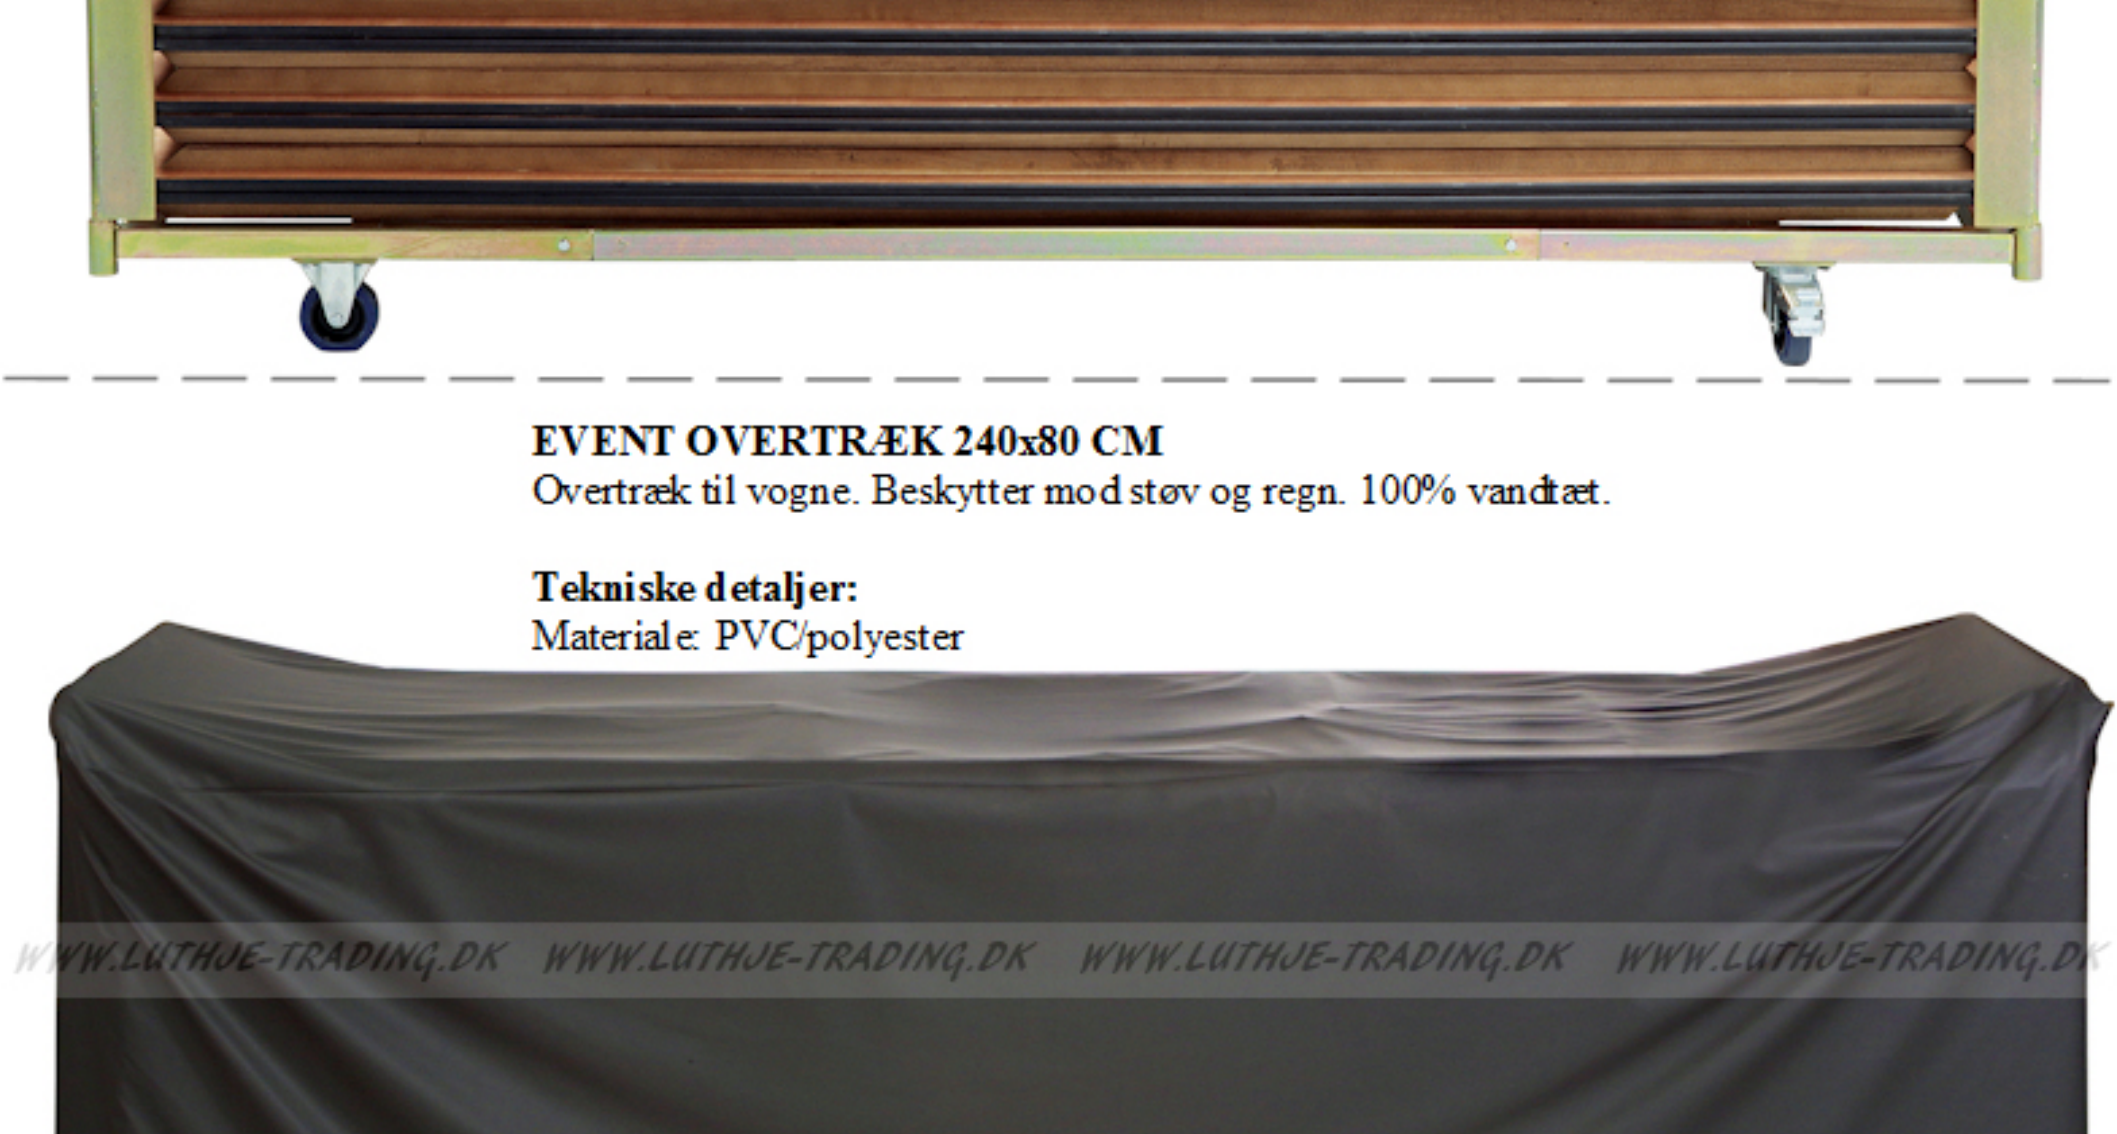 EVENT OVERTRÆK 240x80 CM
Overtræk til vogne. Beskytter mod støv og regn. 100% vandtæt.
Tekniske detaljer:
Materiale: PVC/polyester
WWW.LUTHJE-TRADING.DK WWW.LUTHJE-TRADING.DK WWW.LUTHJE-TRADING.DK WWW.LUTHJE-TRADING.DK